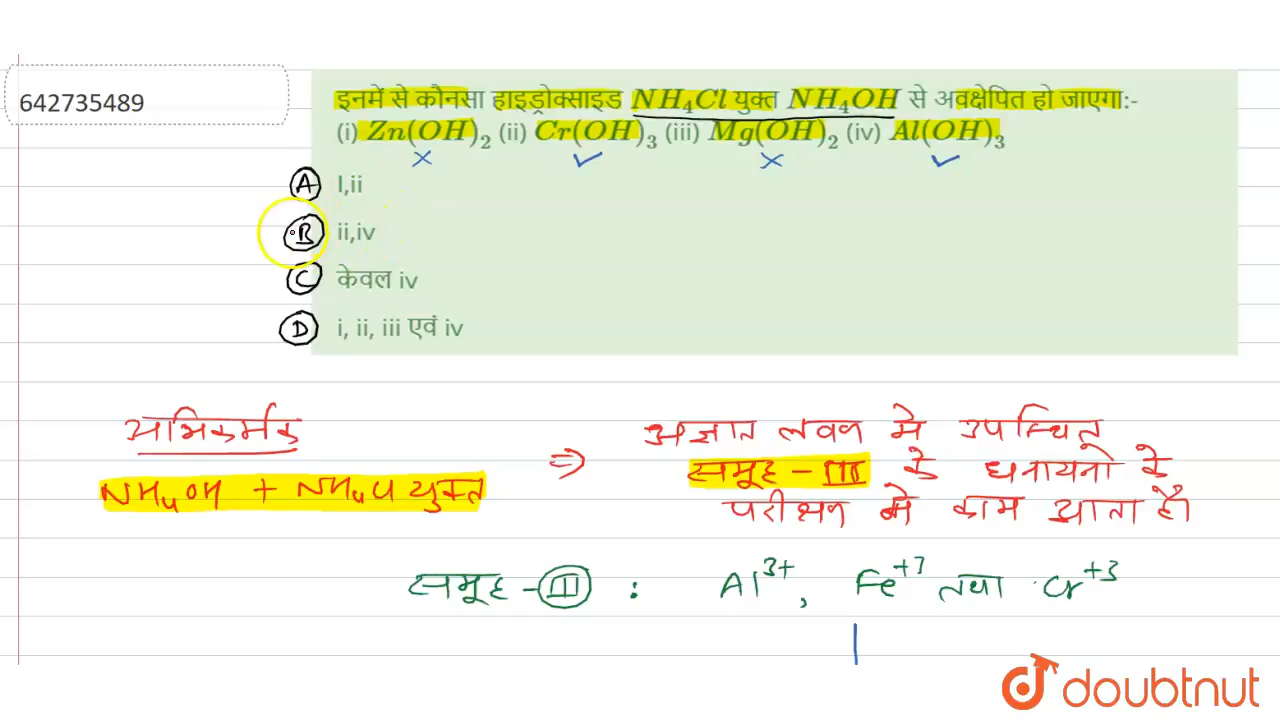 642735489
इनमें से कौनसा हाइड्रोक्साइड NH₄Cl युक्त NH₄OH से अवक्षेपित हो जाएगा:-
(i) Zn(OH)₂ (ii) Cr(OH)₃ (iii) Mg(OH)₂ (iv) Al(OH)₃
A I,ii
B ii,iv
C केवल iv
D i, ii, iii एवं iv
अभिकर्मक
NH₄OH + NH₄Cl युक्त
⇒ अज्ञात लवण मे उपस्थित
समूह - III के धनायनो के
परीक्षण मे काम आता है।
समूह - III : Al³⁺, Fe⁺³ तथा Cr⁺³
doubtnut